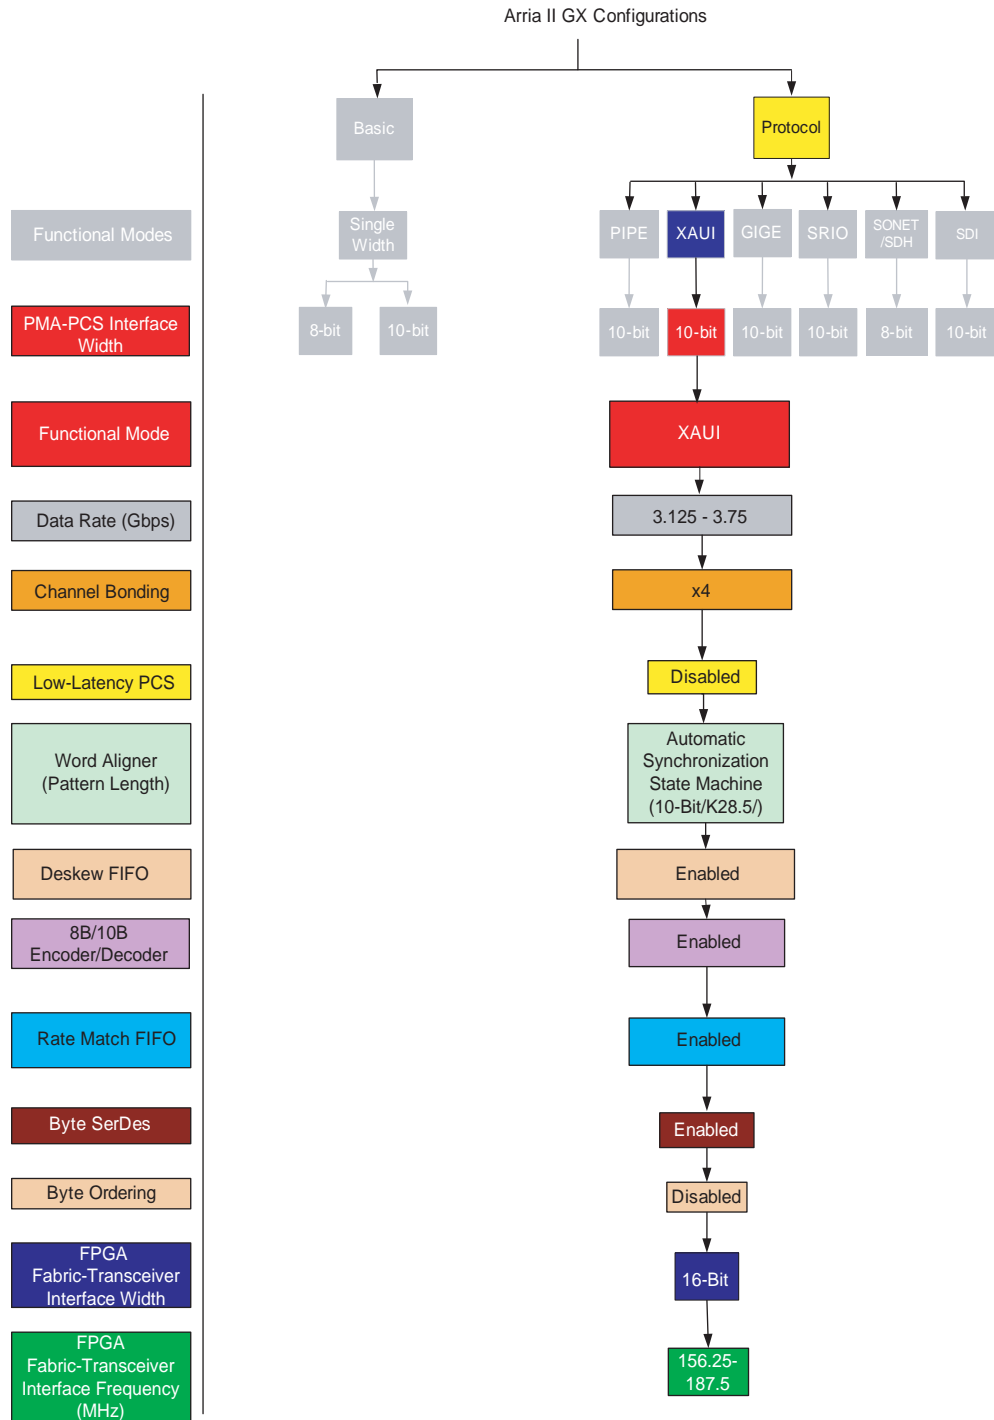 Arria II GX Configurations
Basic
Protocol
Functional Modes
Single
Width
PIPE
XAUI
GIGE
SRIO
SONET
/SDH
SDI
PMA-PCS Interface
Width
8-bit
10-bit
10-bit
10-bit
10-bit
10-bit
8-bit
10-bit
Functional Mode
XAUI
Data Rate (Gbps)
3.125 - 3.75
Channel Bonding
x4
Low-Latency PCS
Disabled
Word Aligner
(Pattern Length)
Automatic
Synchronization
State Machine
(10-Bit/K28.5/)
Deskew FIFO
Enabled
8B/10B
Encoder/Decoder
Enabled
Rate Match FIFO
Enabled
Byte SerDes
Enabled
Byte Ordering
Disabled
FPGA
Fabric-Transceiver
Interface Width
16-Bit
FPGA
Fabric-Transceiver
Interface Frequency
(MHz)
156.25-
187.5